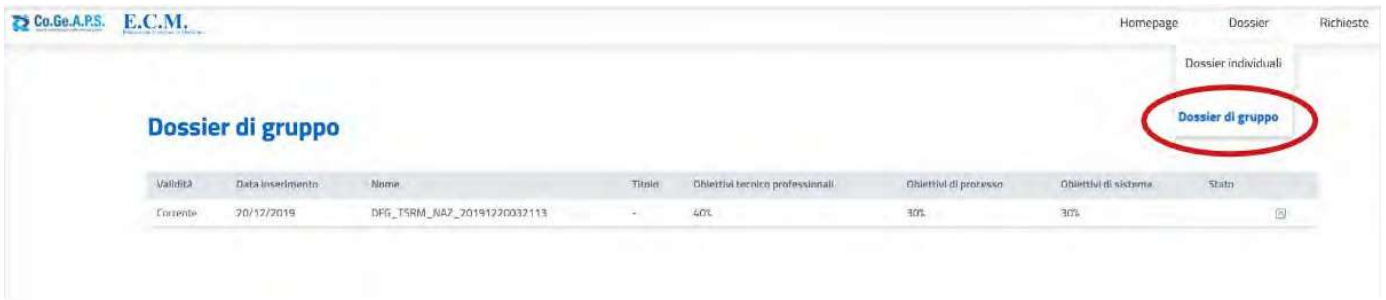 Co.Ge.A.P.S. E.C.M.
Homepage Dossier Richieste
Dossier individuali
Dossier di gruppo
Dossier di gruppo
Validità Data inserimento Nome Titolo Obiettivi tecnico professionali Obiettivi di processo Obiettivi di sistema Stato
Corrente 20/12/2019 DFG_TSRM_NAZ_20191220032113 - 40% 30% 30%